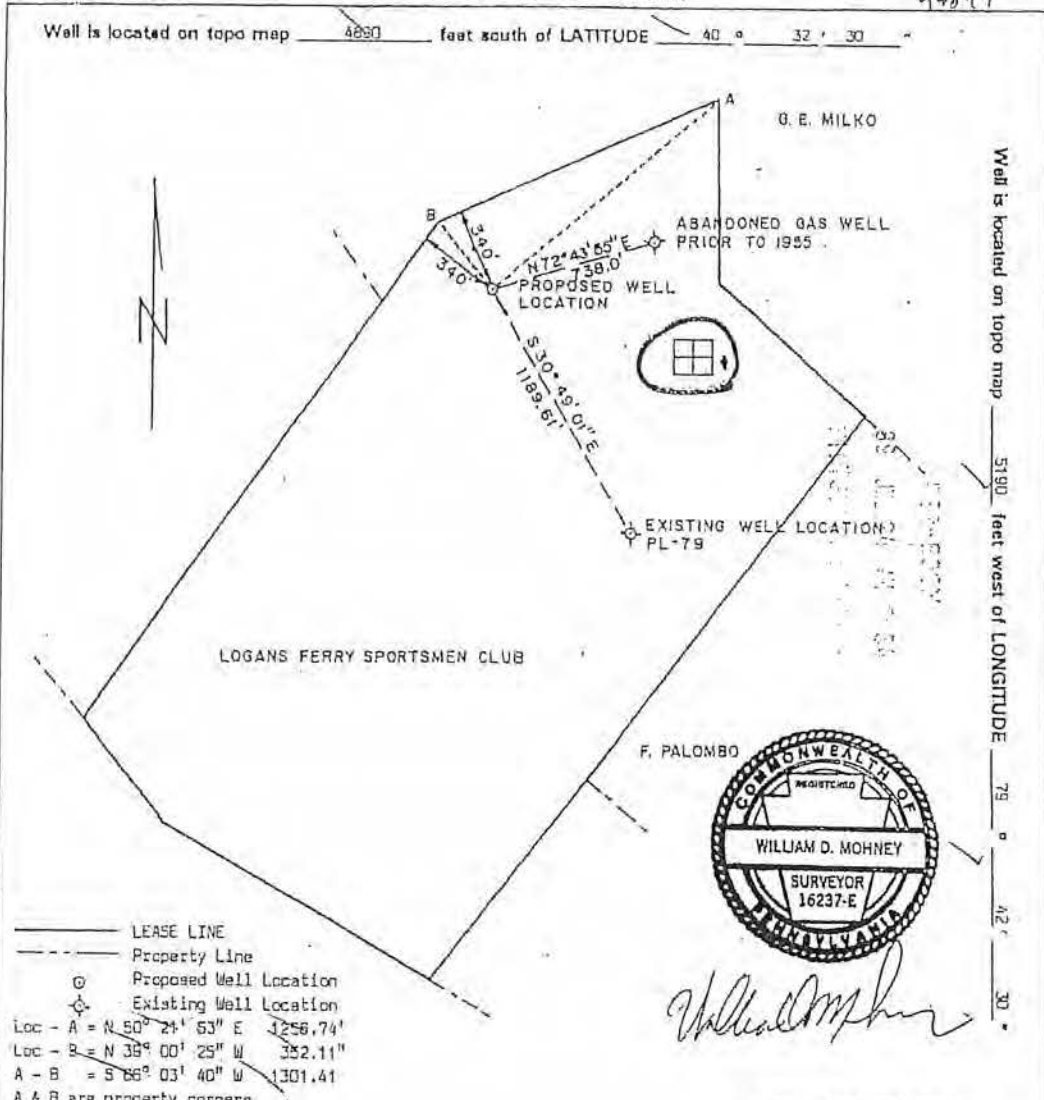 Well is located on topo map 4890 feet south of LATITUDE 40 ° 32 ' 30 "
A
G. E. MILKO
B
ABANDONED GAS WELL
PRIOR TO 1955
340'
340'
N72°43'55"E
738.0'
PROPOSED WELL
LOCATION
N
S 30° 49' 01" E
1189.61'
EXISTING WELL LOCATION
PL-79
LOGANS FERRY SPORTSMEN CLUB
F. PALOMBO
Well is located on topo map 5190 feet west of LONGITUDE 79 ° 42 ' 30 "
COMMONWEALTH OF
REGISTERED
WILLIAM D. MOHNEY
SURVEYOR
16237-E
PENNSYLVANIA
LEASE LINE
Property Line
Proposed Well Location
Existing Well Location
Loc - A = N 50° 21' 53" E 1256.74'
Loc - B = N 39° 00' 25" W 352.11"
A - B = S 66° 03' 40" W 1301.41
A & B are property corners